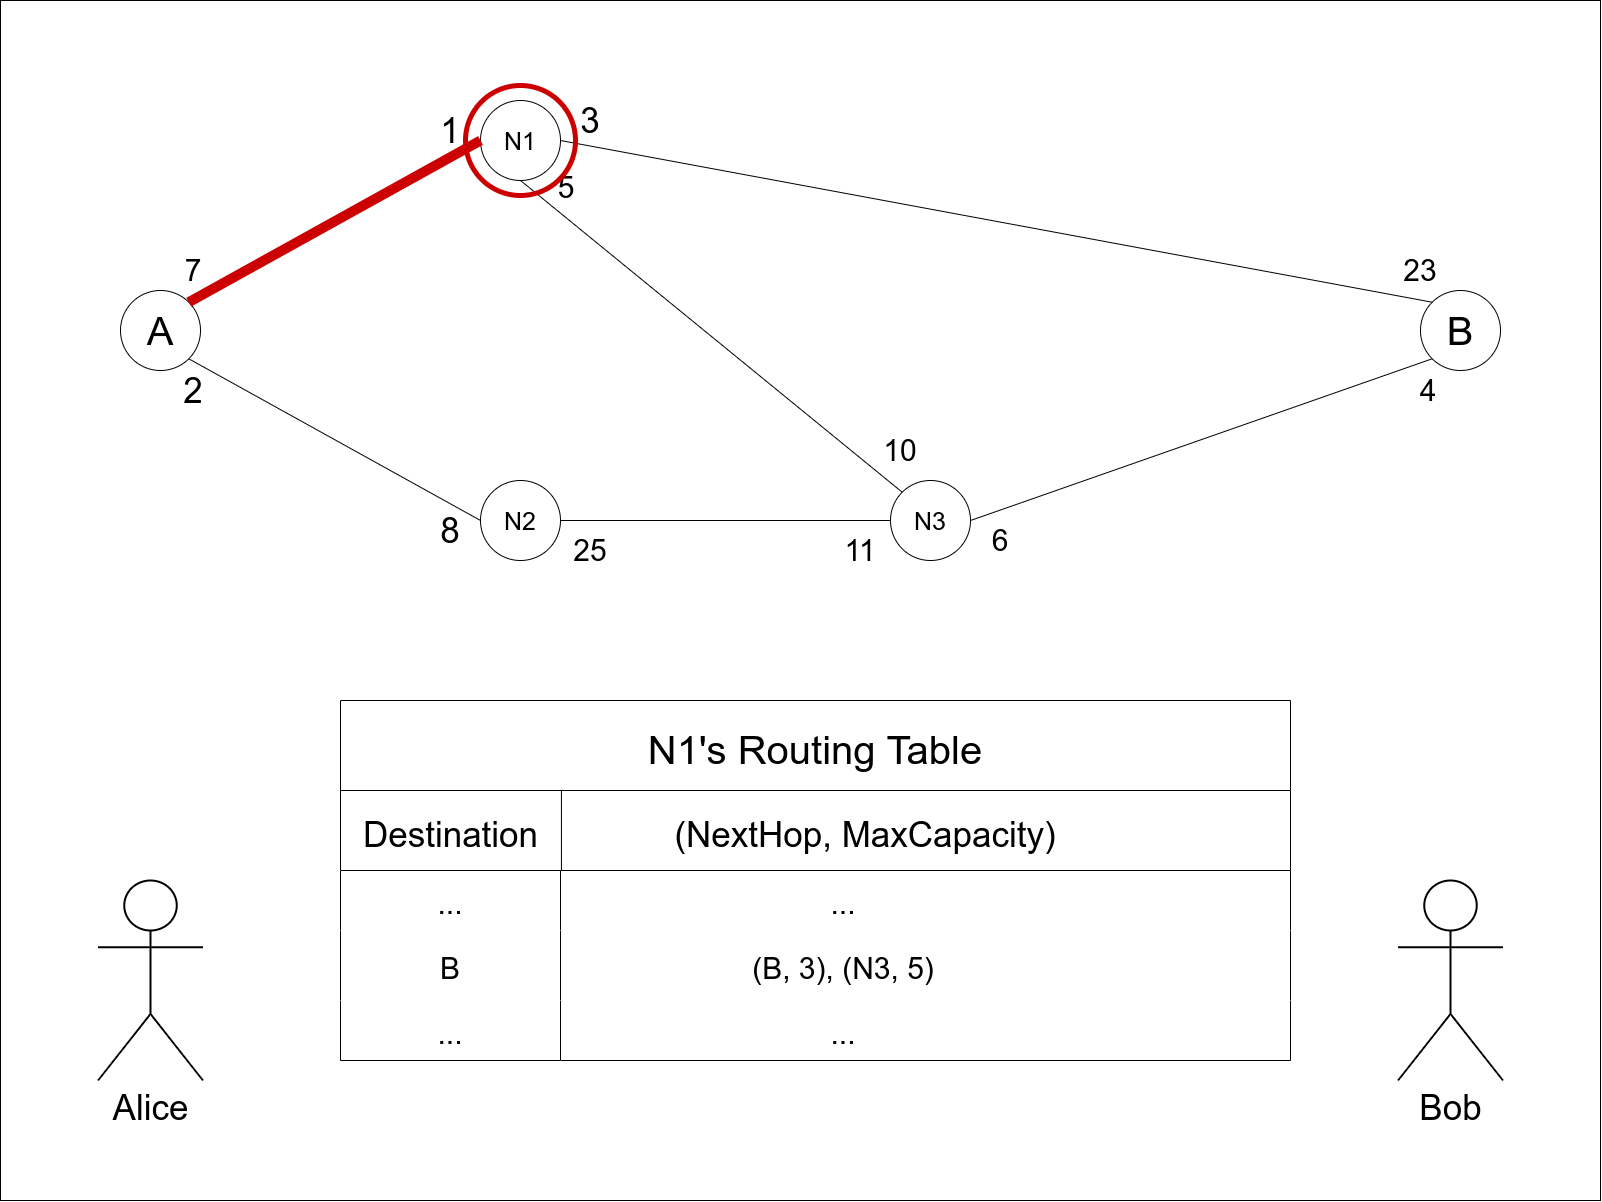 1
N1
3
5
7
A
2
23
B
4
10
8
N2
25
11
N3
6
N1's Routing Table
Destination (NextHop, MaxCapacity)
... ...
B (B, 3), (N3, 5)
... ...
Alice
Bob